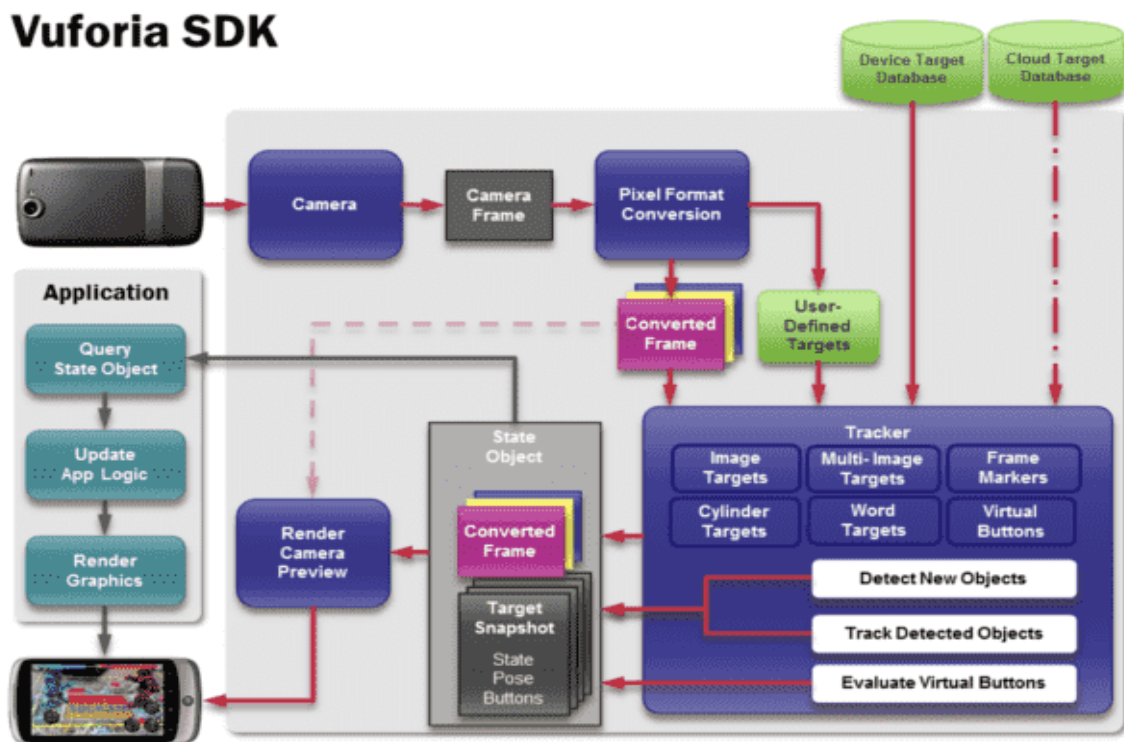 Vuforia SDK
Device Target
Database
Cloud Target
Database
Camera
Camera
Frame
Pixel Format
Conversion
Application
Query
State Object
Update
App Logic
Render
Graphics
Converted
Frame
User-
Defined
Targets
State
Object
Converted
Frame
Target
Snapshot
State
Pose
Buttons
Render
Camera
Preview
Tracker
Image
Targets
Multi-Image
Targets
Frame
Markers
Cylinder
Targets
Word
Targets
Virtual
Buttons
Detect New Objects
Track Detected Objects
Evaluate Virtual Buttons